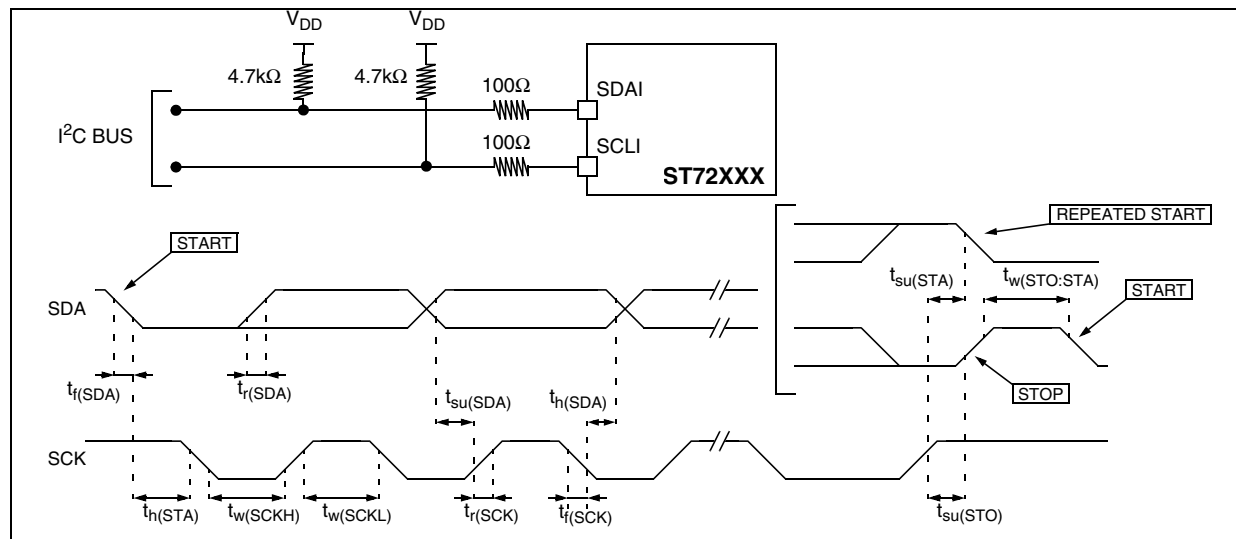 VDD VDD
4.7kΩ 4.7kΩ
100Ω
SDAI
I²C BUS
100Ω
SCLI
ST72XXX
REPEATED START
START
tsu(STA) tw(STO:STA)
START
SDA
tf(SDA) tr(SDA)
tsu(SDA) th(SDA)
STOP
SCK
th(STA) tw(SCKH) tw(SCKL) tr(SCK) tf(SCK) tsu(STO)